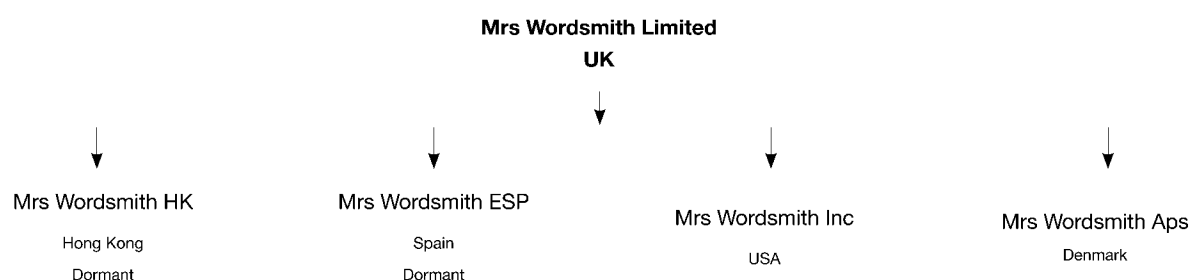 Mrs Wordsmith Limited
UK
Mrs Wordsmith HK
Hong Kong
Dormant
Mrs Wordsmith ESP
Spain
Dormant
Mrs Wordsmith Inc
USA
Mrs Wordsmith Aps
Denmark